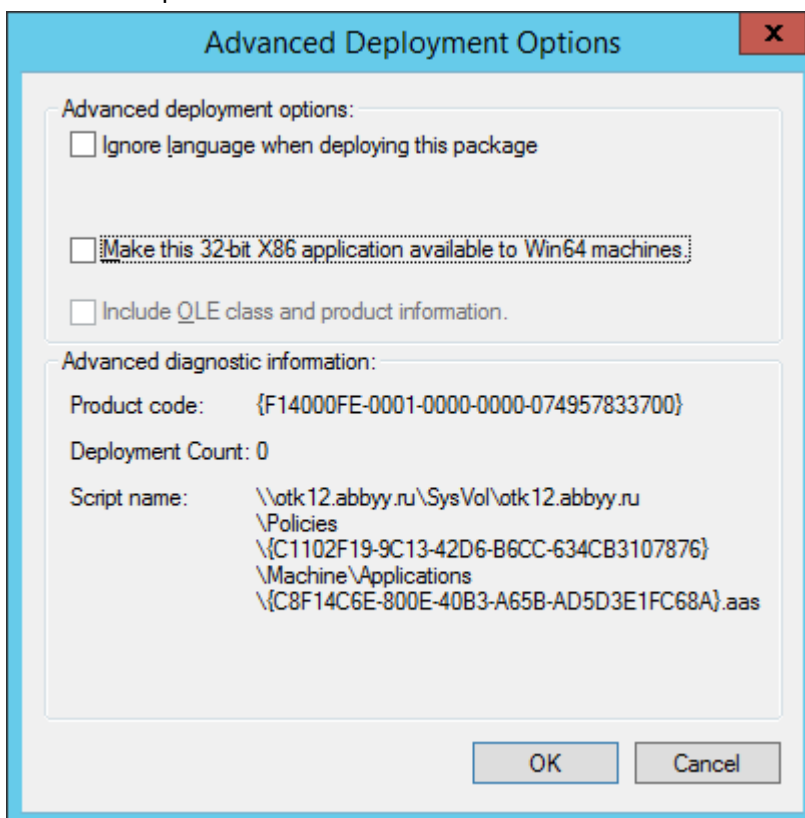 Advanced Deployment Options
x
Advanced deployment options:
Ignore language when deploying this package
Make this 32-bit X86 application available to Win64 machines.
Include OLE class and product information.
Advanced diagnostic information:
Product code: {F14000FE-0001-0000-0000-074957833700}
Deployment Count: 0
Script name: \\otk12.abbyy.ru\SysVol\otk12.abbyy.ru
\Policies
\{C1102F19-9C13-42D6-B6CC-634CB3107876}
\Machine\Applications
\{C8F14C6E-800E-40B3-A65B-AD5D3E1FC68A}.aas
OK Cancel